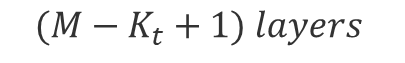 (M − K_t + 1) layers